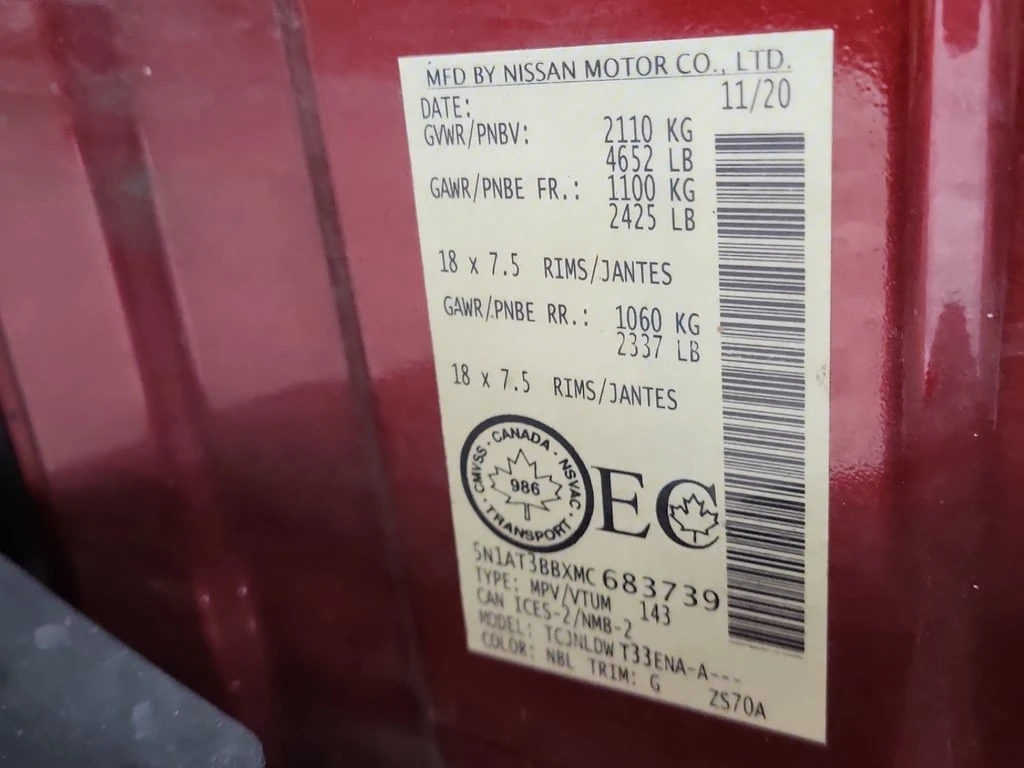 MFD BY NISSAN MOTOR CO., LTD.
DATE: 11/20
GVWR/PNBV: 2110 KG
4652 LB
GAWR/PNBE FR.: 1100 KG
2425 LB
18 x 7.5 RIMS/JANTES
GAWR/PNBE RR.: 1060 KG
2337 LB
18 x 7.5 RIMS/JANTES
CANADA · NSVAC · TRANSPORT · CMVSS ·
986
EC
5N1AT3BBXMC 683739
TYPE: MPV/VTUM 143
CAN ICES-2/NMB-2
MODEL: TCJNLDW T33ENA-A---
COLOR: NBL TRIM: G ZS70A